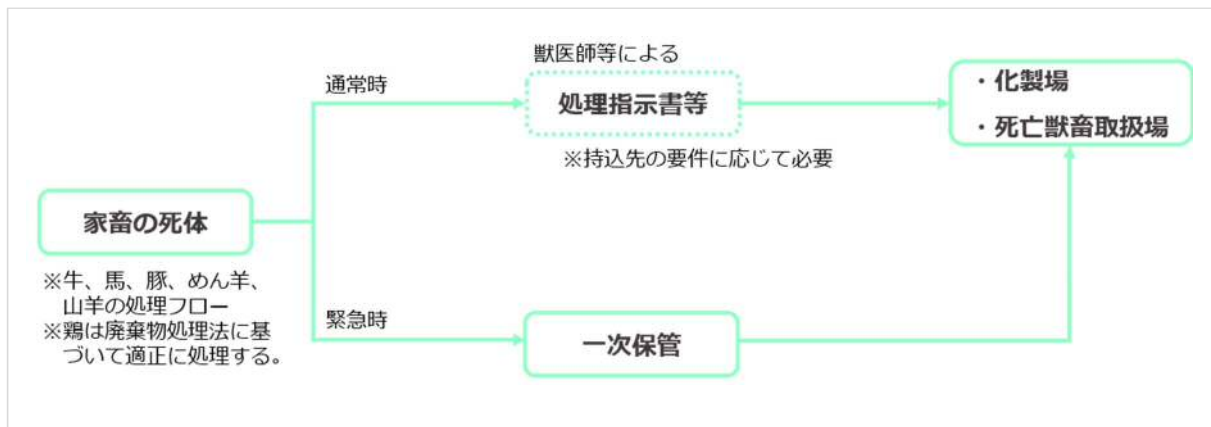 獣医師等による
通常時
処理指示書等
・化製場
・死亡獣畜取扱場
※持込先の要件に応じて必要
家畜の死体
※牛、馬、豚、めん羊、
山羊の処理フロー
※鶏は廃棄物処理法に基
づいて適正に処理する。
緊急時
一次保管